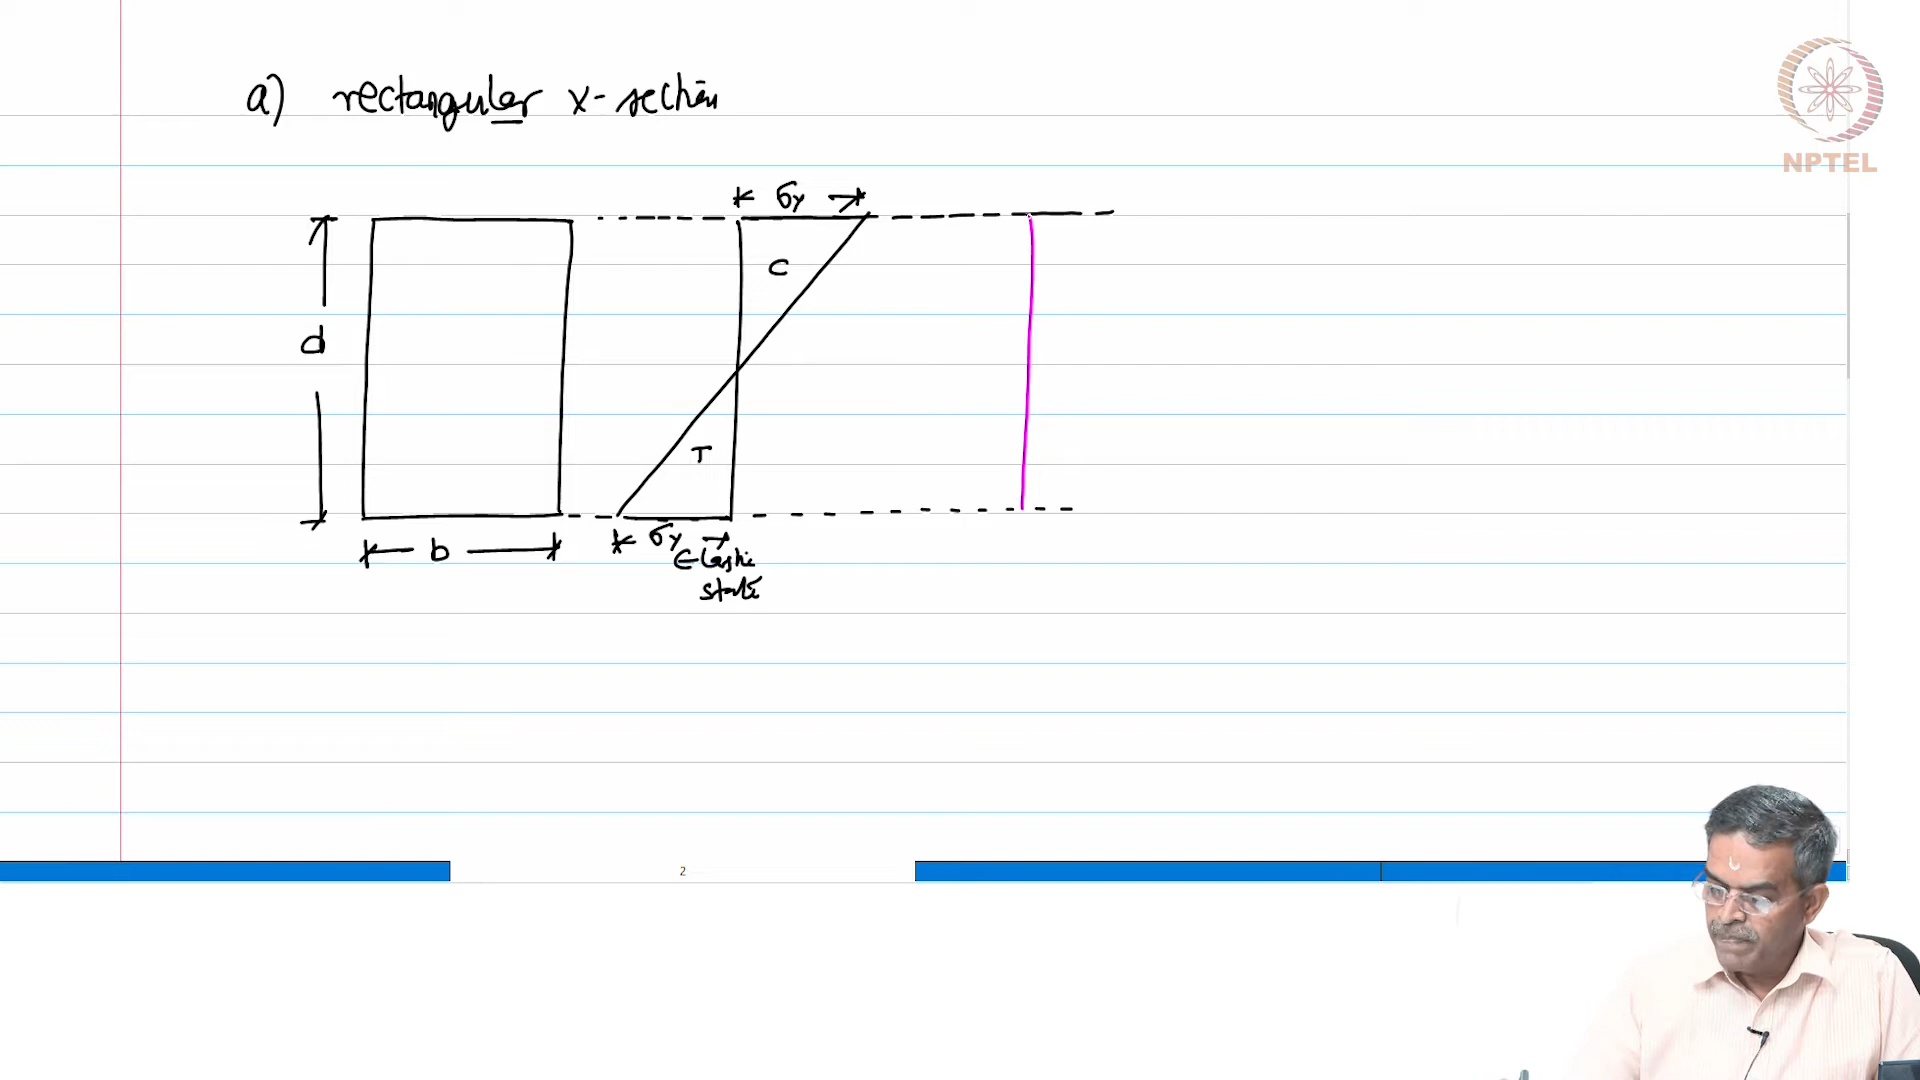 a) rectangular x-section
NPTEL
σy
C
d
T
σy
b
Elastic
state
2